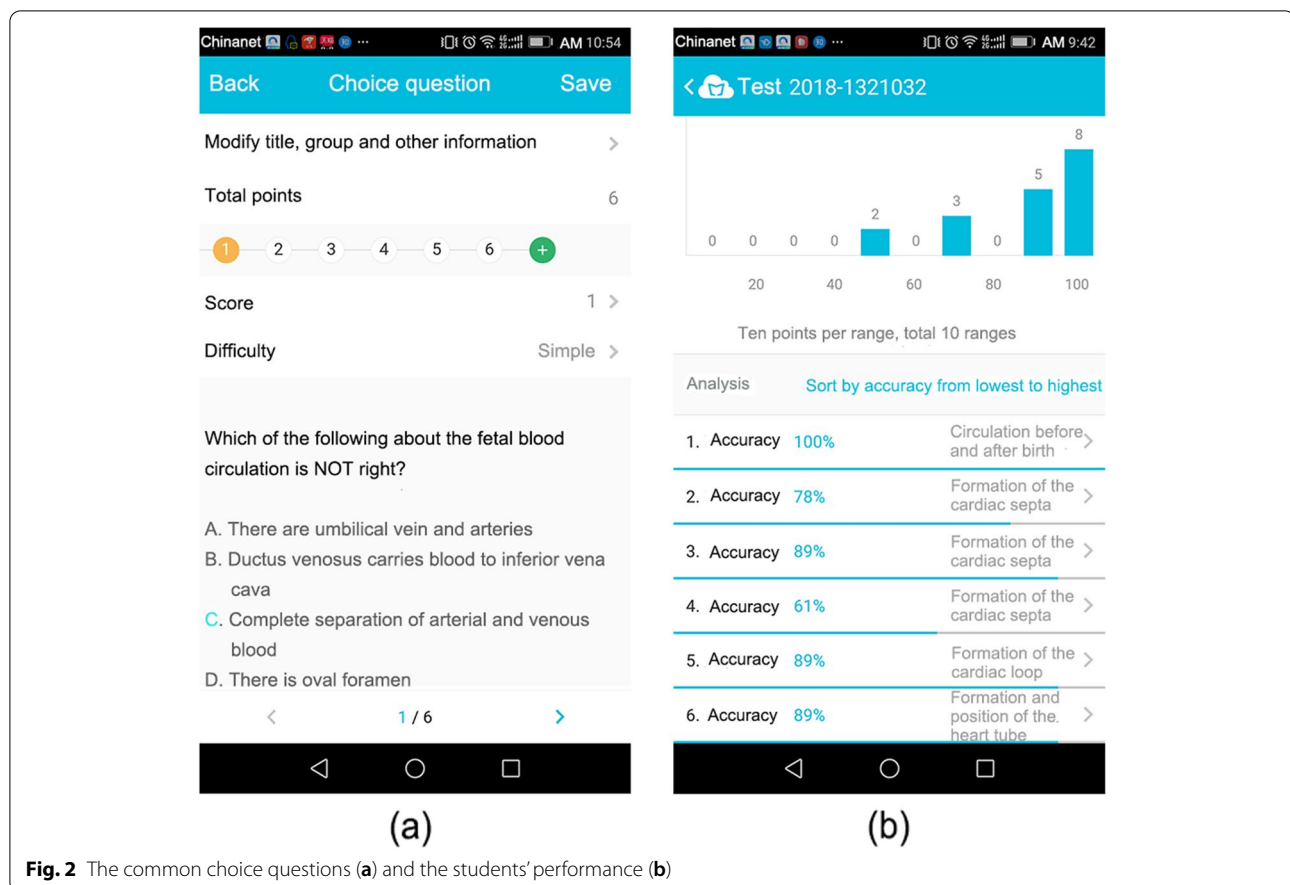 Chinanet ··· AM 10:54
Back Choice question Save
Modify title, group and other information >
Total points 6
1 2 3 4 5 6 +
Score 1 >
Difficulty Simple >
Which of the following about the fetal blood
circulation is NOT right?
A. There are umbilical vein and arteries
B. Ductus venosus carries blood to inferior vena
cava
C. Complete separation of arterial and venous
blood
D. There is oval foramen
< 1 / 6 >
(a)
Chinanet ··· AM 9:42
< Test 2018-1321032
8
5
3
2
0 0 0 0 0 0
20 40 60 80 100
Ten points per range, total 10 ranges
Analysis Sort by accuracy from lowest to highest
1. Accuracy 100% Circulation before
and after birth >
2. Accuracy 78% Formation of the
cardiac septa >
3. Accuracy 89% Formation of the
cardiac septa >
4. Accuracy 61% Formation of the
cardiac septa >
5. Accuracy 89% Formation of the
cardiac loop >
6. Accuracy 89% Formation and
position of the.
heart tube >
(b)
Fig. 2 The common choice questions (a) and the students' performance (b)